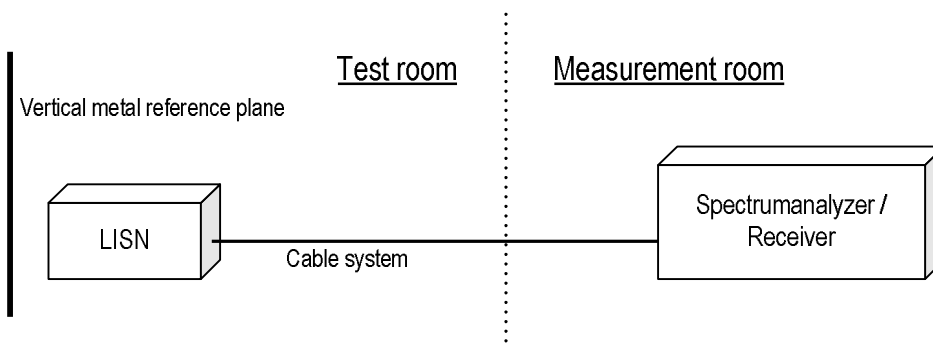 Test room
Measurement room
Vertical metal reference plane
LISN
Cable system
Spectrumanalyzer /
Receiver